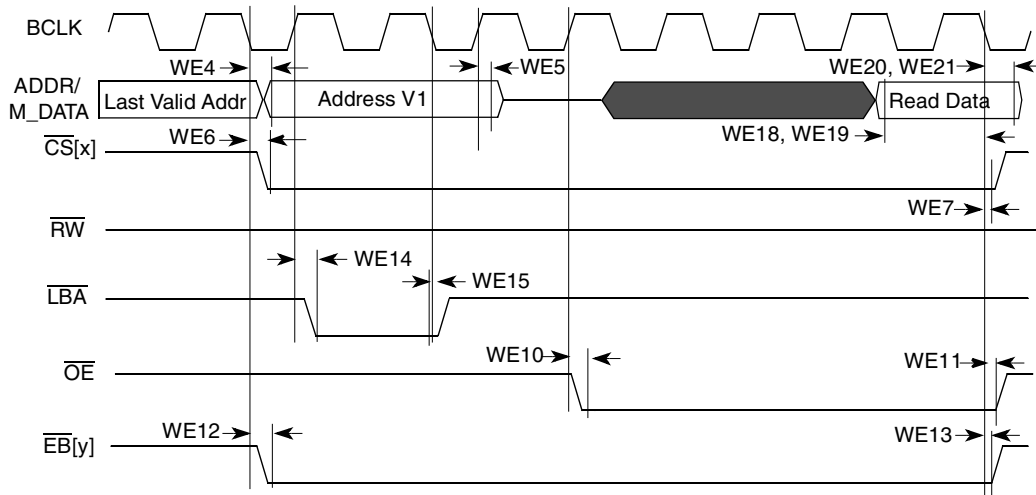 BCLK
WE4
WE5
WE20, WE21
ADDR/
M_DATA
Last Valid Addr
Address V1
Read Data
WE6
WE18, WE19
CS[x]
WE7
RW
WE14
WE15
LBA
WE10
WE11
OE
WE12
WE13
EB[y]